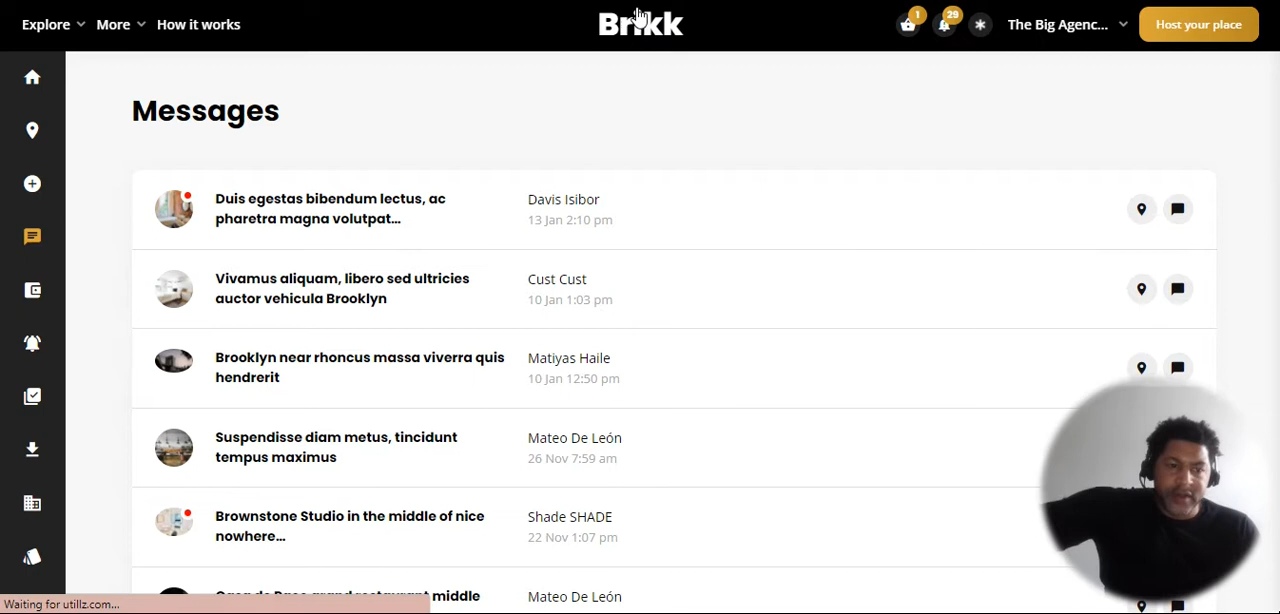 Explore More How it works Brikk 1 29 The Big Agenc... Host your place
Messages
Duis egestas bibendum lectus, ac
pharetra magna volutpat...
Davis Isibor
13 Jan 2:10 pm
Vivamus aliquam, libero sed ultricies
auctor vehicula Brooklyn
Cust Cust
10 Jan 1:03 pm
Brooklyn near rhoncus massa viverra quis
hendrerit
Matiyas Haile
10 Jan 12:50 pm
Suspendisse diam metus, tincidunt
tempus maximus
Mateo De León
26 Nov 7:59 am
Brownstone Studio in the middle of nice
nowhere...
Shade SHADE
22 Nov 1:07 pm
middle
Mateo De León
Waiting for utillz.com...